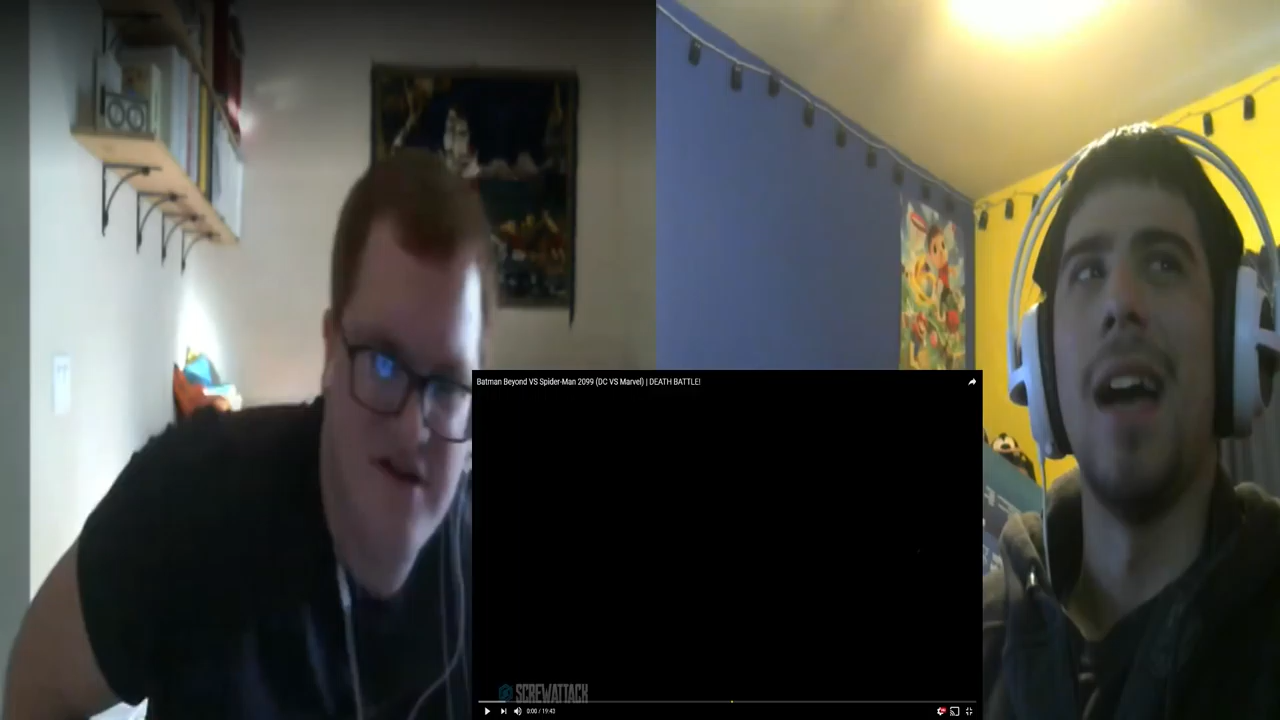 Batman Beyond VS Spider-Man 2099 (DC VS Marvel) | DEATH BATTLE!
SCREWATTACK
0:00 / 19:43